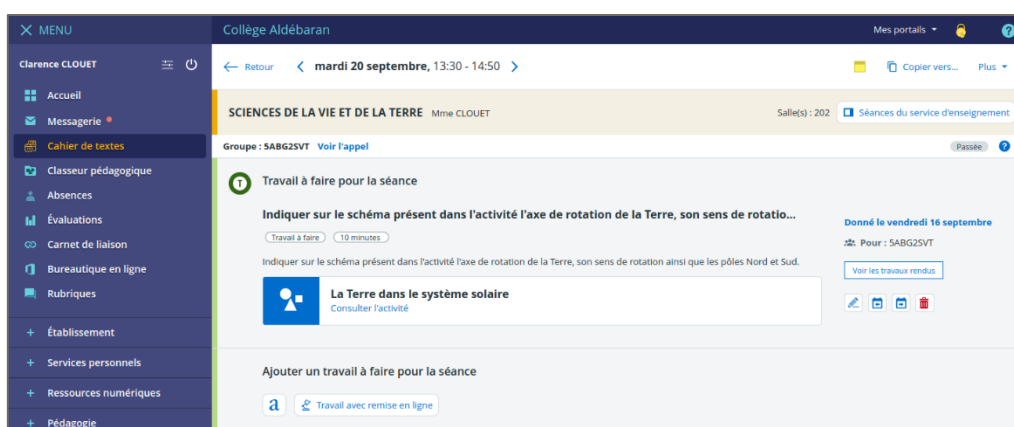 MENU
Collège Aldébaran
Mes portails
?
Clarence CLOUET
Retour
mardi 20 septembre, 13:30 - 14:50
Copier vers...
Plus
Accueil
Messagerie
Cahier de textes
Classeur pédagogique
Absences
Évaluations
Carnet de liaison
Bureautique en ligne
Rubriques
+ Établissement
+ Services personnels
+ Ressources numériques
+ Pédagogie
SCIENCES DE LA VIE ET DE LA TERRE Mme CLOUET
Salle(s) : 202
Séances du service d'enseignement
Groupe : 5ABG2SVT Voir l'appel
Passée
?
T
Travail à faire pour la séance
Indiquer sur le schéma présent dans l'activité l'axe de rotation de la Terre, son sens de rotatio...
Travail à faire
10 minutes
Indiquer sur le schéma présent dans l'activité l'axe de rotation de la Terre, son sens de rotation ainsi que les pôles Nord et Sud.
La Terre dans le système solaire
Consulter l'activité
Donné le vendredi 16 septembre
Pour : 5ABG2SVT
Voir les travaux rendus
Ajouter un travail à faire pour la séance
a
Travail avec remise en ligne